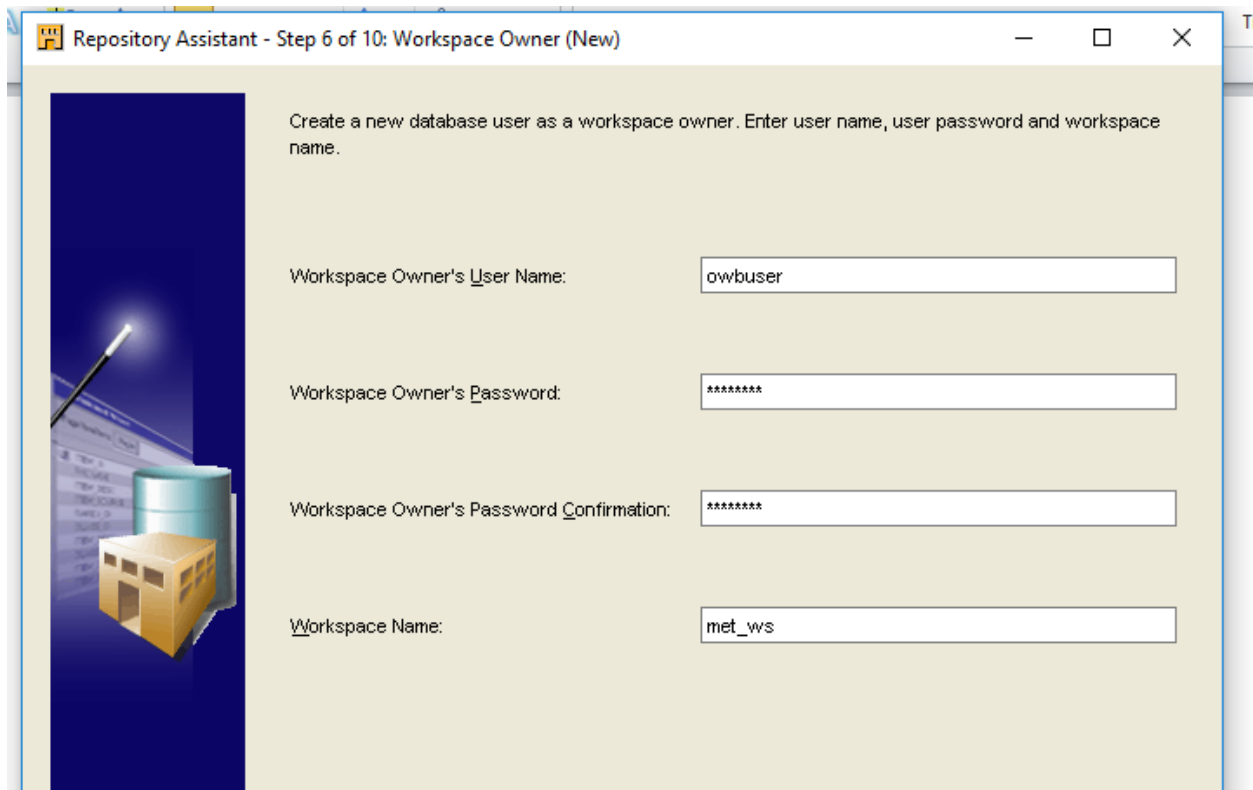 Repository Assistant - Step 6 of 10: Workspace Owner (New)
Create a new database user as a workspace owner. Enter user name, user password and workspace
name.
Workspace Owner's User Name: owbuser
Workspace Owner's Password: ********
Workspace Owner's Password Confirmation: ********
Workspace Name: met_ws